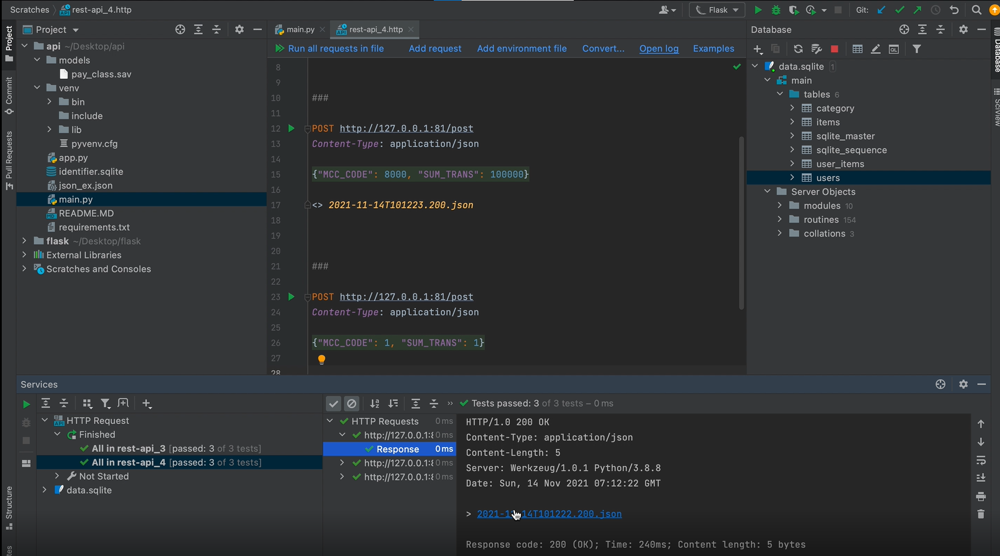 Scratches rest-api_4.http
Flask
Git:
Project
Project
Commit
Pull Requests
Structure
api ~/Desktop/api
models
pay_class.sav
venv
bin
include
lib
pyvenv.cfg
app.py
identifier.sqlite
json_ex.json
main.py
README.MD
requirements.txt
flask ~/Desktop/flask
External Libraries
Scratches and Consoles
main.py rest-api_4.http
Run all requests in file Add request Add environment file Convert... Open log Examples
8
9
10 ###
11
12 POST http://127.0.0.1:81/post
13 Content-Type: application/json
14
15 {"MCC_CODE": 8000, "SUM_TRANS": 100000}
16
17 <> 2021-11-14T101223.200.json
18
19
20
21 ###
22
23 POST http://127.0.0.1:81/post
24 Content-Type: application/json
25
26 {"MCC_CODE": 1, "SUM_TRANS": 1}
27
28
Database
QL
data.sqlite 1
main
tables 6
category
items
sqlite_master
sqlite_sequence
user_items
users
Server Objects
modules 10
routines 154
collations 3
Database
SciView
Services
HTTP Request
Finished
All in rest-api_3 [passed: 3 of 3 tests]
All in rest-api_4 [passed: 3 of 3 tests]
Not Started
data.sqlite
Tests passed: 3 of 3 tests – 0 ms
HTTP Requests 0 ms
http://127.0.0.1:8 0 ms
Response 0 ms
http://127.0.0.1:8 0 ms
http://127.0.0.1:8 0 ms
HTTP/1.0 200 OK
Content-Type: application/json
Content-Length: 5
Server: Werkzeug/1.0.1 Python/3.8.8
Date: Sun, 14 Nov 2021 07:12:22 GMT
> 2021-11-14T101222.200.json
Response code: 200 (OK); Time: 240ms; Content length: 5 bytes